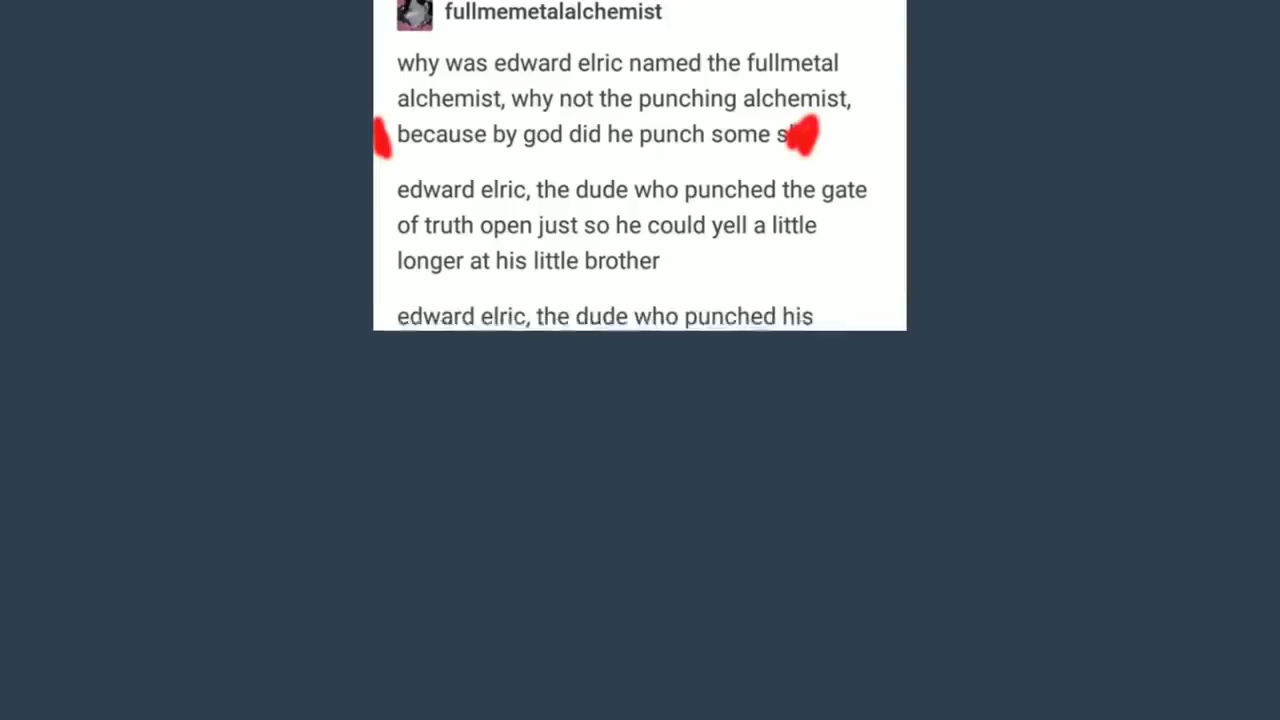 fullmemetalalchemist
why was edward elric named the fullmetal
alchemist, why not the punching alchemist,
because by god did he punch some
edward elric, the dude who punched the gate
of truth open just so he could yell a little
longer at his little brother
edward elric, the dude who punched his